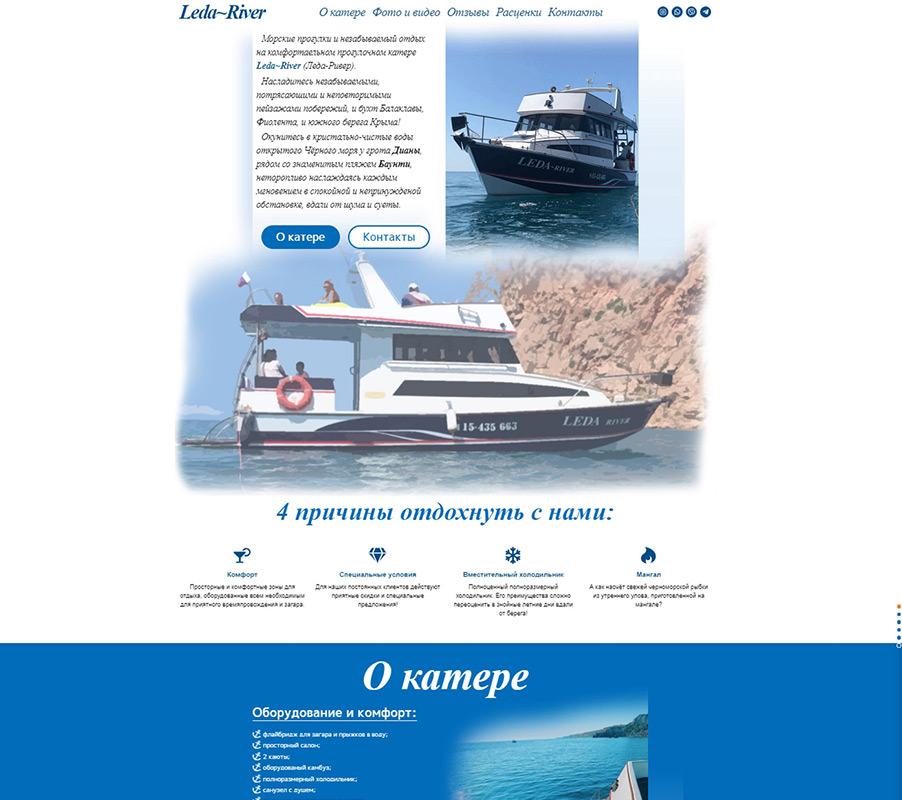 Leda~River
О катере Фото и видео Отзывы Расценки Контакты
Морские прогулки и незабываемый отдых
на комфортаельном прогулочном катере
Leda~River (Леда-Ривер).
Насладитесь незабываемыми,
потрясающими и неповторимыми
пейзажами побережий, и бухт Балаклавы,
Фиолента, и южного берега Крыма!
Окунитесь в кристально-чистые воды
открытого Чёрного моря у грота Дианы,
рядом со знаменитым пляжем Баунти,
неторопливо наслаждаясь каждым
мгновением в спокойной и непринужденой
обстановке, вдали от шума и суеты.
О катере
Контакты
LEDA-RIVER
15-435 663
LEDA RIVER
4 причины отдохнуть с нами:
Комфорт
Просторные и комфортные зоны для
отдыха, оборудованные всем необходимым
для приятного времяпровождения и загара.
Специальные условия
Для наших постоянных клиентов действуют
приятные скидки и специальные
предложения!
Вместительный холодильник
Полноценный полноразмерный
холодильник. Его преимущества сложно
переоценить в знойные летние дни вдали
от берега!
Мангал
А как насчёт свежей черноморской рыбки
из утреннего улова, приготовленной на
мангале?
О катере
Оборудование и комфорт:
флайбридж для загара и прыжков в воду;
просторный салон;
2 каюты;
оборудованый камбуз;
полноразмерный холодильник;
санузел с душем;